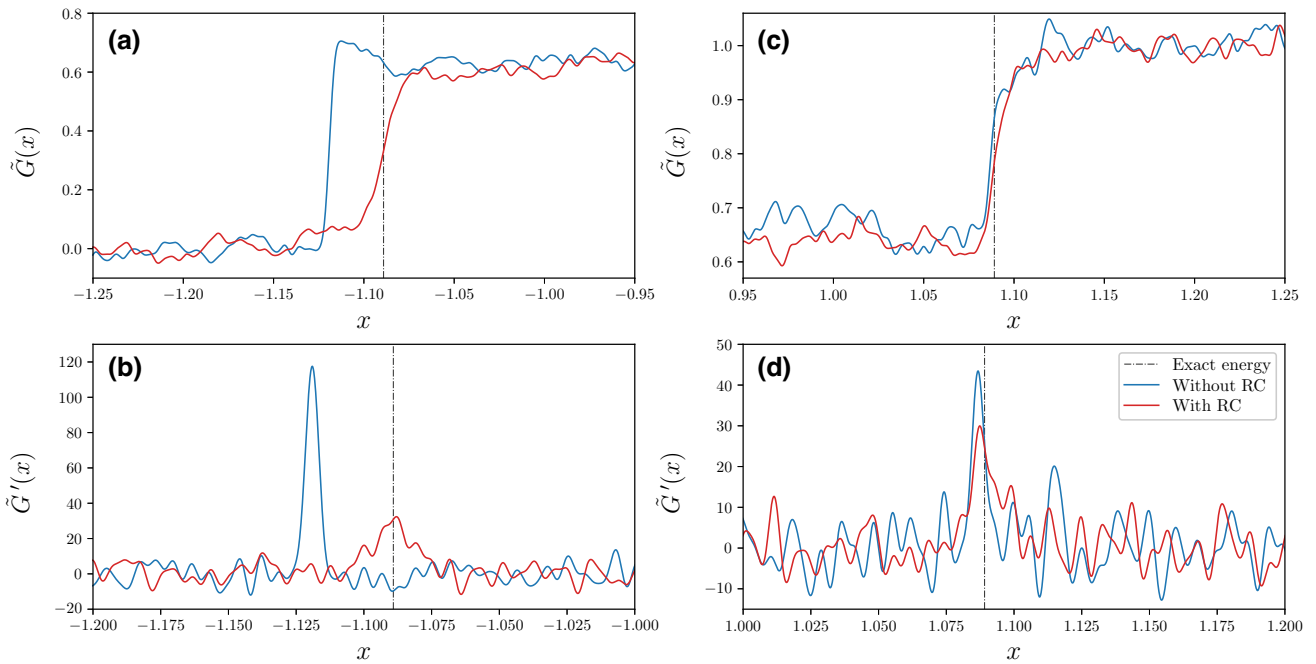 (a)
0.8
0.6
0.4
0.2
0.0
G̃(x)
−1.25 −1.20 −1.15 −1.10 −1.05 −1.00 −0.95
x
(c)
1.0
0.9
0.8
0.7
0.6
G̃(x)
0.95 1.00 1.05 1.10 1.15 1.20 1.25
x
(b)
120
100
80
60
40
20
0
−20
G̃′(x)
−1.200 −1.175 −1.150 −1.125 −1.100 −1.075 −1.050 −1.025 −1.000
x
(d)
50
40
30
20
10
0
−10
G̃′(x)
Exact energy
Without RC
With RC
1.000 1.025 1.050 1.075 1.100 1.125 1.150 1.175 1.200
x